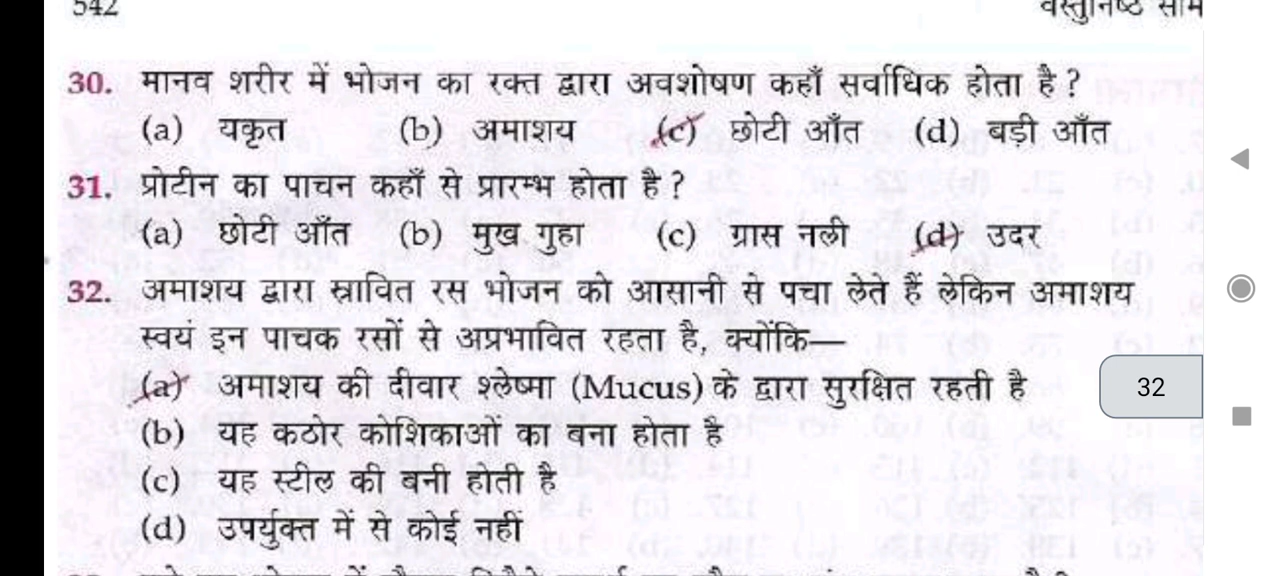 542
30. मानव शरीर में भोजन का रक्त द्वारा अवशोषण कहाँ सर्वाधिक होता है ?
(a) यकृत (b) अमाशय (c) छोटी आँत (d) बड़ी आँत
31. प्रोटीन का पाचन कहाँ से प्रारम्भ होता है ?
(a) छोटी आँत (b) मुख गुहा (c) ग्रास नली (d) उदर
32. अमाशय द्वारा स्रावित रस भोजन को आसानी से पचा लेते हैं लेकिन अमाशय
स्वयं इन पाचक रसों से अप्रभावित रहता है, क्योंकि—
(a) अमाशय की दीवार श्लेष्मा (Mucus) के द्वारा सुरक्षित रहती है
32
(b) यह कठोर कोशिकाओं का बना होता है
(c) यह स्टील की बनी होती है
(d) उपर्युक्त में से कोई नहीं